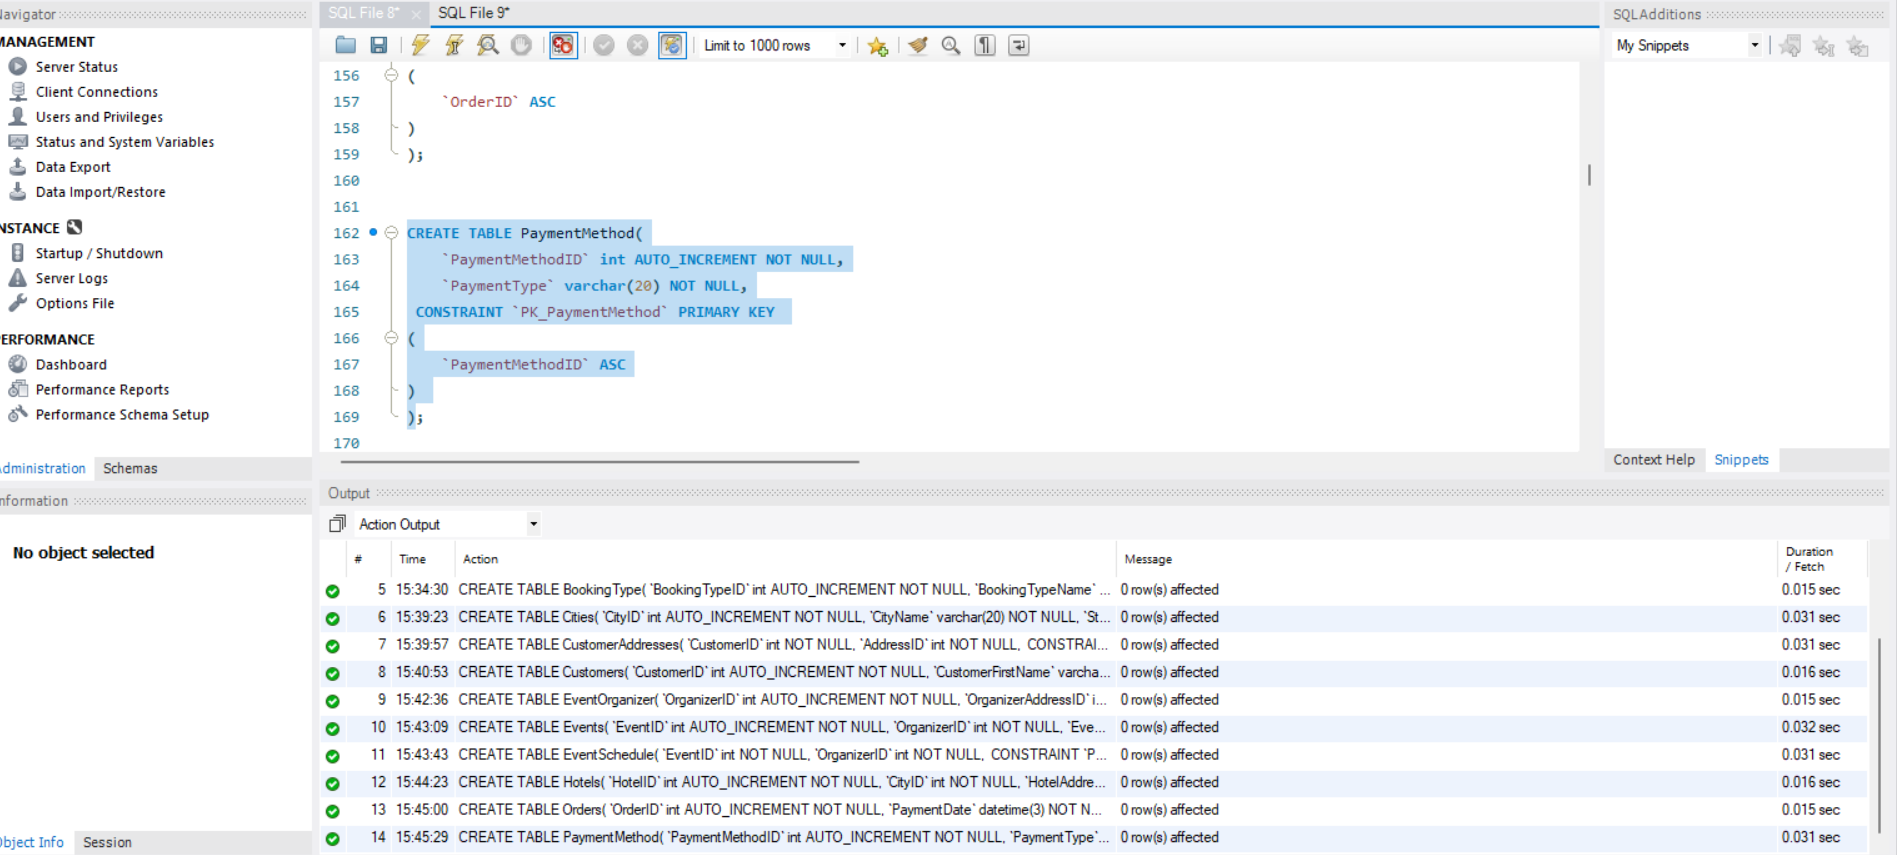 Navigator
MANAGEMENT
Server Status
Client Connections
Users and Privileges
Status and System Variables
Data Export
Data Import/Restore
INSTANCE
Startup / Shutdown
Server Logs
Options File
PERFORMANCE
Dashboard
Performance Reports
Performance Schema Setup
Administration Schemas
Information
No object selected
Object Info Session
SQL File 8* SQL File 9*
Limit to 1000 rows
156 (
157 `OrderID` ASC
158 )
159 );
160
161
162 CREATE TABLE PaymentMethod(
163 `PaymentMethodID` int AUTO_INCREMENT NOT NULL,
164 `PaymentType` varchar(20) NOT NULL,
165 CONSTRAINT `PK_PaymentMethod` PRIMARY KEY
166 (
167 `PaymentMethodID` ASC
168 )
169 );
170
SQLAdditions
My Snippets
Context Help Snippets
Output
Action Output
# Time Action Message Duration / Fetch
5 15:34:30 CREATE TABLE BookingType( `BookingTypeID` int AUTO_INCREMENT NOT NULL, `BookingTypeName` ... 0 row(s) affected 0.015 sec
6 15:39:23 CREATE TABLE Cities( `CityID` int AUTO_INCREMENT NOT NULL, `CityName` varchar(20) NOT NULL, `St... 0 row(s) affected 0.031 sec
7 15:39:57 CREATE TABLE CustomerAddresses( `CustomerID` int NOT NULL, `AddressID` int NOT NULL, CONSTRAI... 0 row(s) affected 0.031 sec
8 15:40:53 CREATE TABLE Customers( `CustomerID` int AUTO_INCREMENT NOT NULL, `CustomerFirstName` varcha... 0 row(s) affected 0.016 sec
9 15:42:36 CREATE TABLE EventOrganizer( `OrganizerID` int AUTO_INCREMENT NOT NULL, `OrganizerAddressID` i... 0 row(s) affected 0.015 sec
10 15:43:09 CREATE TABLE Events( `EventID` int AUTO_INCREMENT NOT NULL, `OrganizerID` int NOT NULL, `Eve... 0 row(s) affected 0.032 sec
11 15:43:43 CREATE TABLE EventSchedule( `EventID` int NOT NULL, `OrganizerID` int NOT NULL, CONSTRAINT `P... 0 row(s) affected 0.031 sec
12 15:44:23 CREATE TABLE Hotels( `HotelID` int AUTO_INCREMENT NOT NULL, `CityID` int NOT NULL, `HotelAddre... 0 row(s) affected 0.016 sec
13 15:45:00 CREATE TABLE Orders( `OrderID` int AUTO_INCREMENT NOT NULL, `PaymentDate` datetime(3) NOT N... 0 row(s) affected 0.015 sec
14 15:45:29 CREATE TABLE PaymentMethod( `PaymentMethodID` int AUTO_INCREMENT NOT NULL, `PaymentType`... 0 row(s) affected 0.031 sec